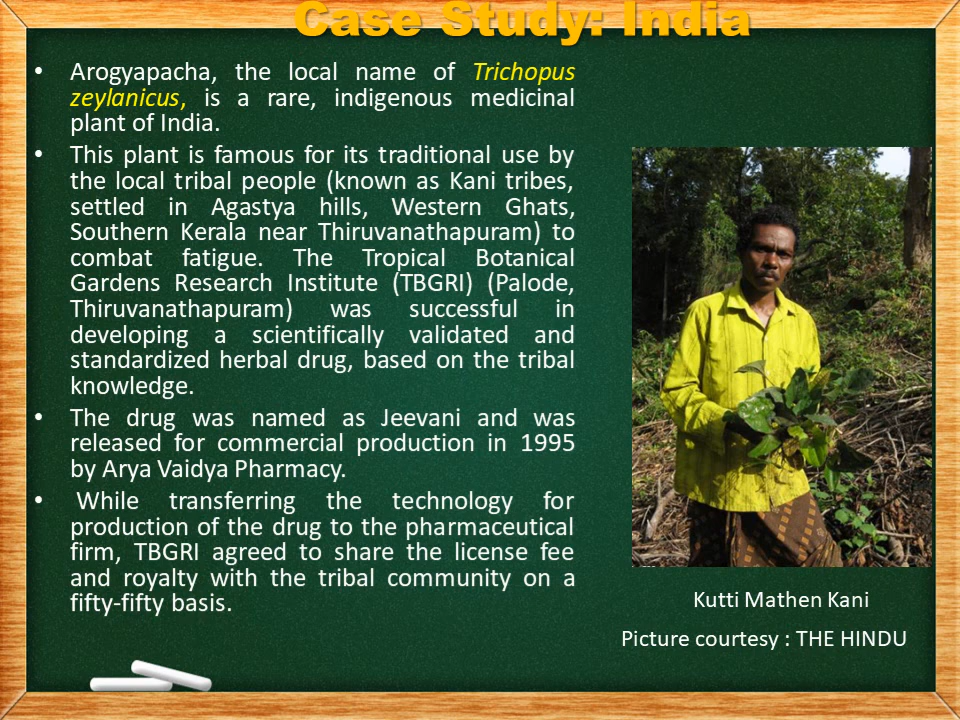 Case Study: India
• Arogyapacha, the local name of Trichopus
zeylanicus, is a rare, indigenous medicinal
plant of India.
• This plant is famous for its traditional use by
the local tribal people (known as Kani tribes,
settled in Agastya hills, Western Ghats,
Southern Kerala near Thiruvanathapuram) to
combat fatigue. The Tropical Botanical
Gardens Research Institute (TBGRI) (Palode,
Thiruvanathapuram) was successful in
developing a scientifically validated and
standardized herbal drug, based on the tribal
knowledge.
• The drug was named as Jeevani and was
released for commercial production in 1995
by Arya Vaidya Pharmacy.
• While transferring the technology for
production of the drug to the pharmaceutical
firm, TBGRI agreed to share the license fee
and royalty with the tribal community on a
fifty-fifty basis.
Kutti Mathen Kani
Picture courtesy : THE HINDU